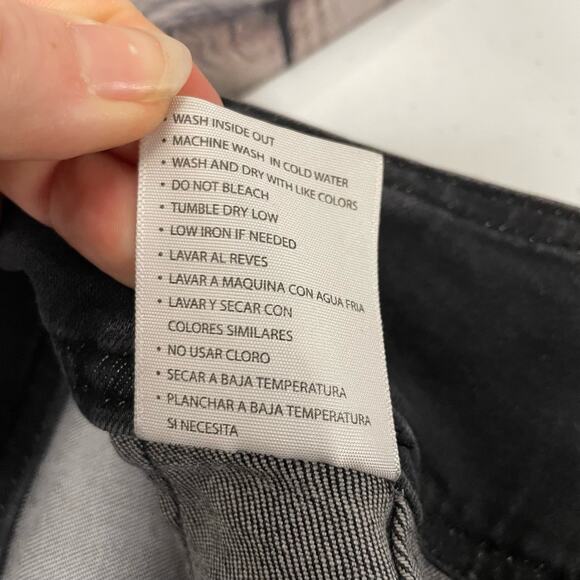 • WASH INSIDE OUT
• MACHINE WASH IN COLD WATER
• WASH AND DRY WITH LIKE COLORS
• DO NOT BLEACH
• TUMBLE DRY LOW
• LOW IRON IF NEEDED
• LAVAR AL REVES
• LAVAR A MAQUINA CON AGUA FRIA
• LAVAR Y SECAR CON
COLORES SIMILARES
• NO USAR CLORO
• SECAR A BAJA TEMPERATURA
• PLANCHAR A BAJA TEMPERATURA
SI NECESITA